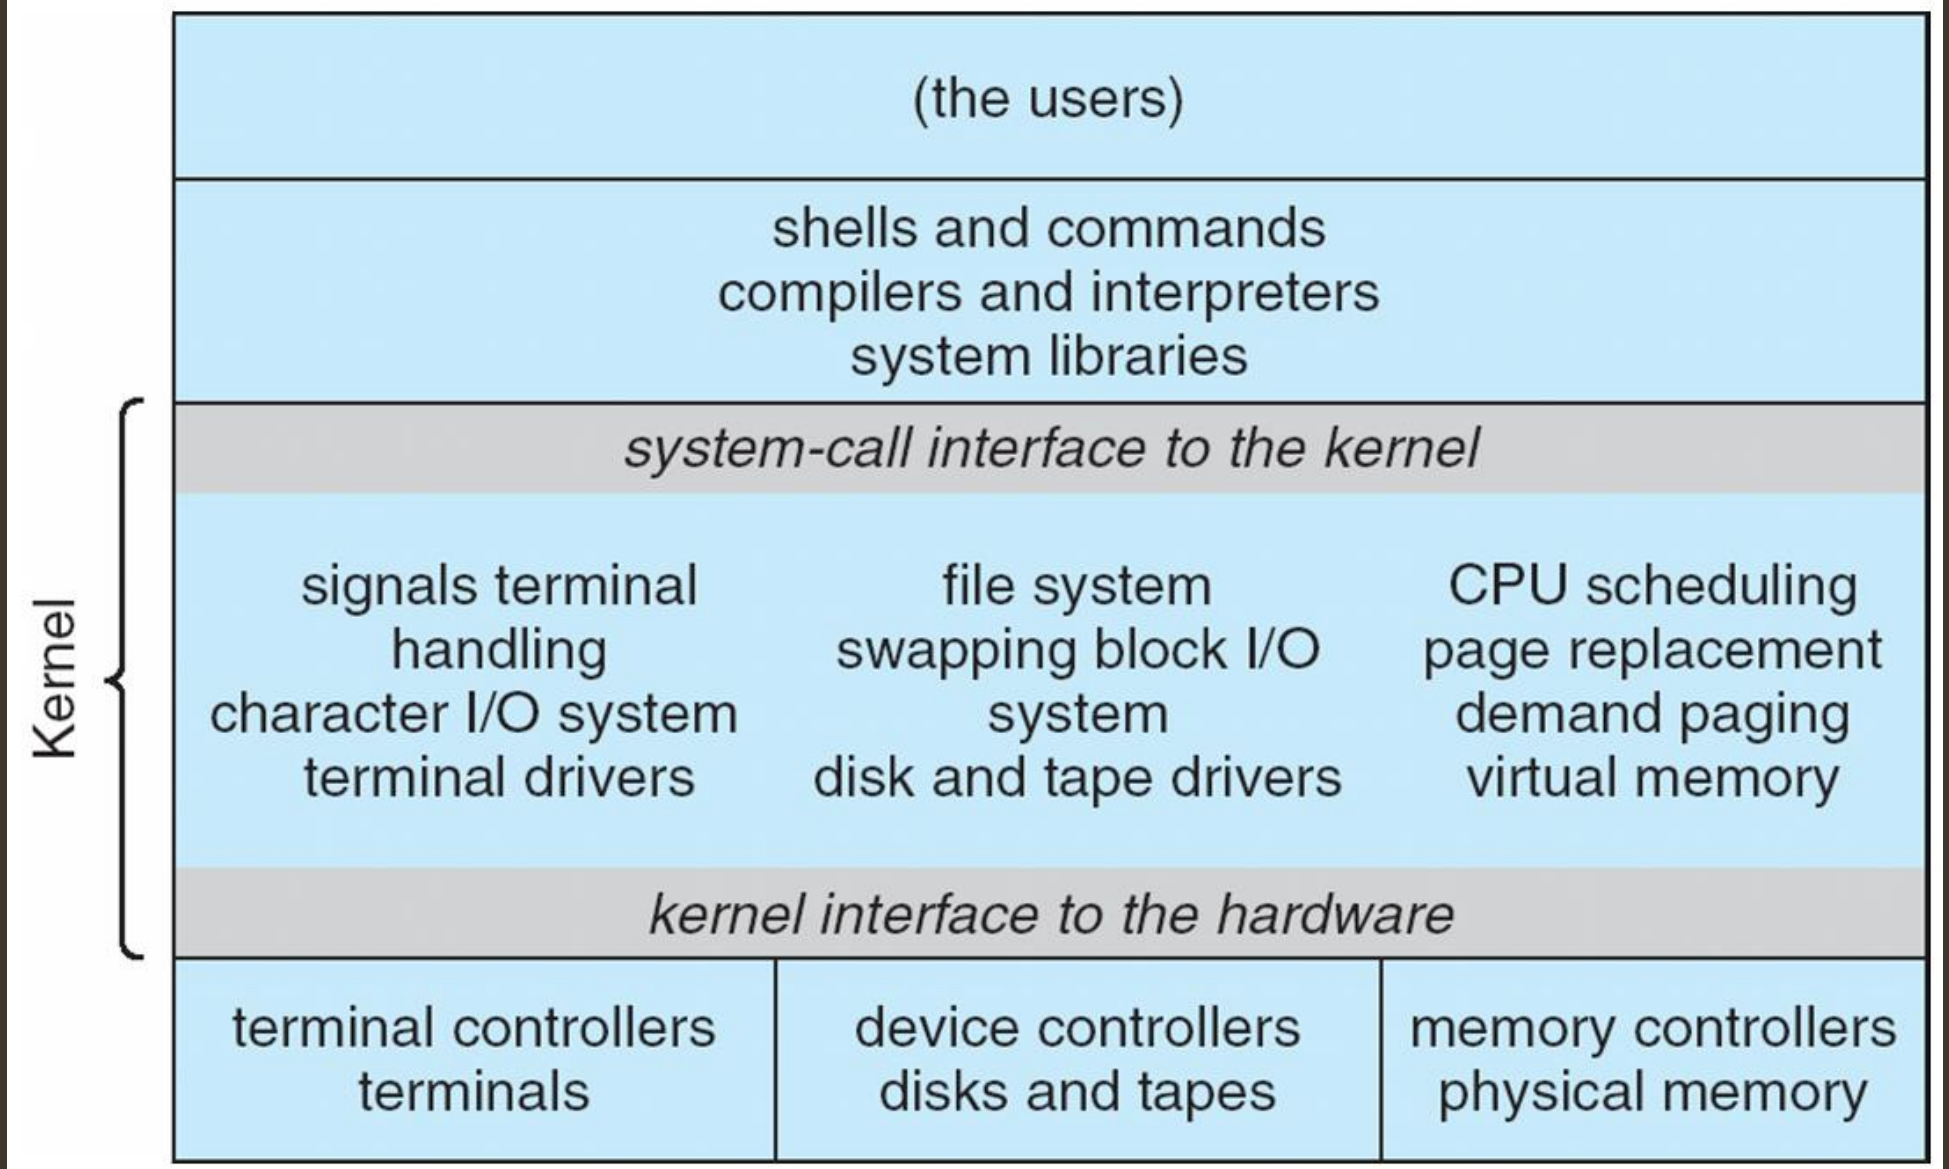 (the users)
shells and commands
compilers and interpreters
system libraries
system-call interface to the kernel
Kernel
signals terminal
handling
character I/O system
terminal drivers
file system
swapping block I/O
system
disk and tape drivers
CPU scheduling
page replacement
demand paging
virtual memory
kernel interface to the hardware
terminal controllers
terminals
device controllers
disks and tapes
memory controllers
physical memory